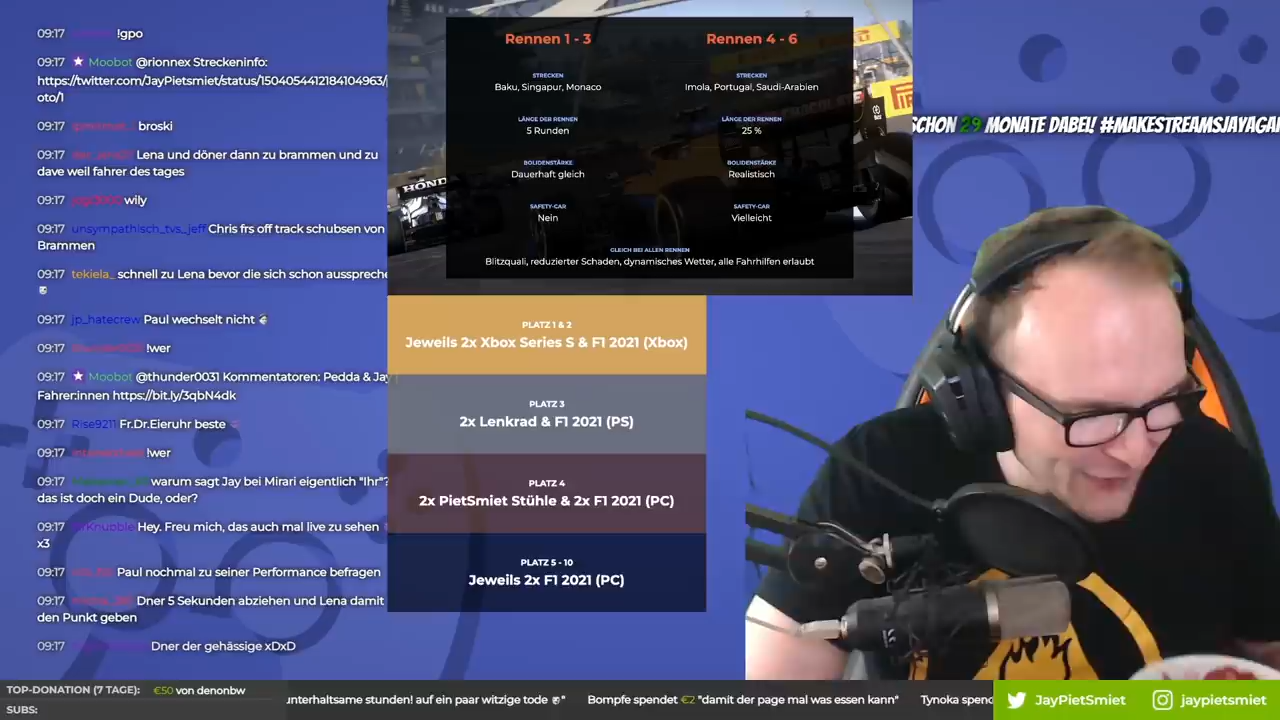 09:17 !gpo
09:17 Moobot @rionnex Streckeninfo:
https://twitter.com/JayPietsmiet/status/1504054412184104963/
oto/1
09:17 broski
09:17 Lena und döner dann zu brammen und zu
dave weil fahrer des tages
09:17 wily
09:17 unsympathisch_tvs_jeff Chris frs off track schubsen von
Brammen
09:17 tekiela_ schnell zu Lena bevor die sich schon ausspreche
09:17 jp_hatecrew Paul wechselt nicht
09:17 thunder0031 !wer
09:17 Moobot @thunder0031 Kommentatoren: Pedda & Jay
Fahrer:innen https://bit.ly/3qbN4dk
09:17 Rise9211 Fr.Dr.Eieruhr beste
09:17 !wer
09:17 warum sagt Jay bei Mirari eigentlich "Ihr"?
das ist doch ein Dude, oder?
09:17 Hey. Freu mich, das auch mal live zu sehen
x3
09:17 Paul nochmal zu seiner Performance befragen
09:17 Dner 5 Sekunden abziehen und Lena damit
den Punkt geben
09:17 Dner der gehässige xDxD
Rennen 1 - 3
STRECKEN
Baku, Singapur, Monaco
LÄNGE DER RENNEN
5 Runden
BOLIDENSTÄRKE
Dauerhaft gleich
SAFETY-CAR
Nein
Rennen 4 - 6
STRECKEN
Imola, Portugal, Saudi-Arabien
LÄNGE DER RENNEN
25 %
BOLIDENSTÄRKE
Realistisch
SAFETY-CAR
Vielleicht
GLEICH BEI ALLEN RENNEN
Blitzquali, reduzierter Schaden, dynamisches Wetter, alle Fahrhilfen erlaubt
HOND
SCHON 29 MONATE DABEI! #MAKESTREAMSJAYAGAI
PLATZ 1 & 2
Jeweils 2x Xbox Series S & F1 2021 (Xbox)
PLATZ 3
2x Lenkrad & F1 2021 (PS)
PLATZ 4
2x PietSmiet Stühle & 2x F1 2021 (PC)
PLATZ 5 - 10
Jeweils 2x F1 2021 (PC)
TOP-DONATION (7 TAGE): €50 von denonbw
SUBS:
unterhaltsame stunden! auf ein paar witzige tode " Bompfe spendet €2 "damit der page mal was essen kann" Tynoka spend
JayPietSmiet jaypietsmiet